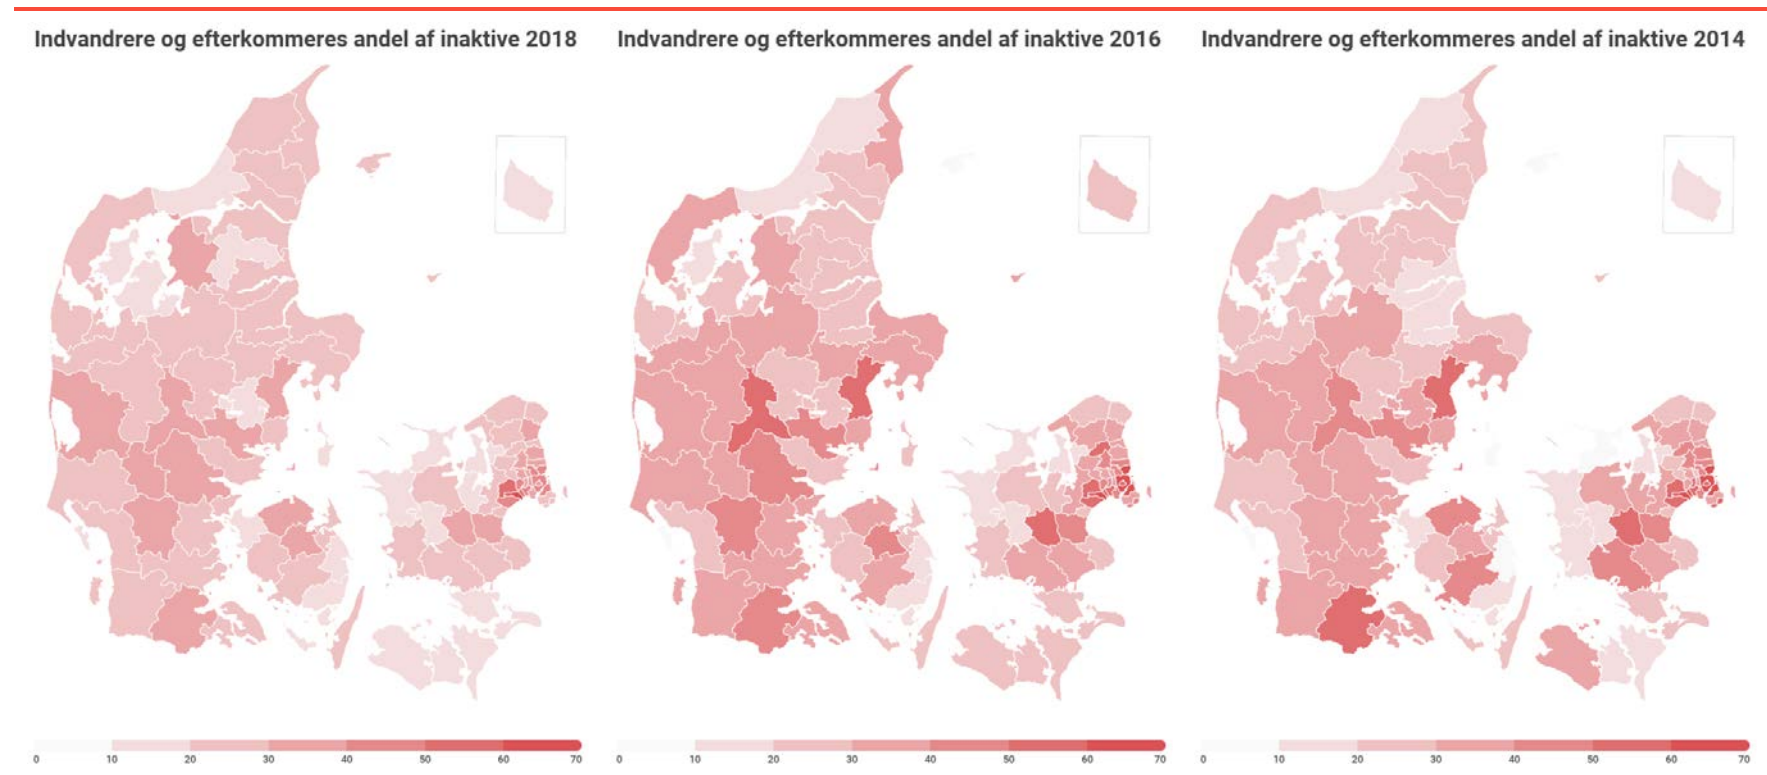 Indvandrere og efterkommeres andel af inaktive 2018
Indvandrere og efterkommeres andel af inaktive 2016
Indvandrere og efterkommeres andel af inaktive 2014
0 10 20 30 40 50 60 70
0 10 20 30 40 50 60 70
0 10 20 30 40 50 60 70